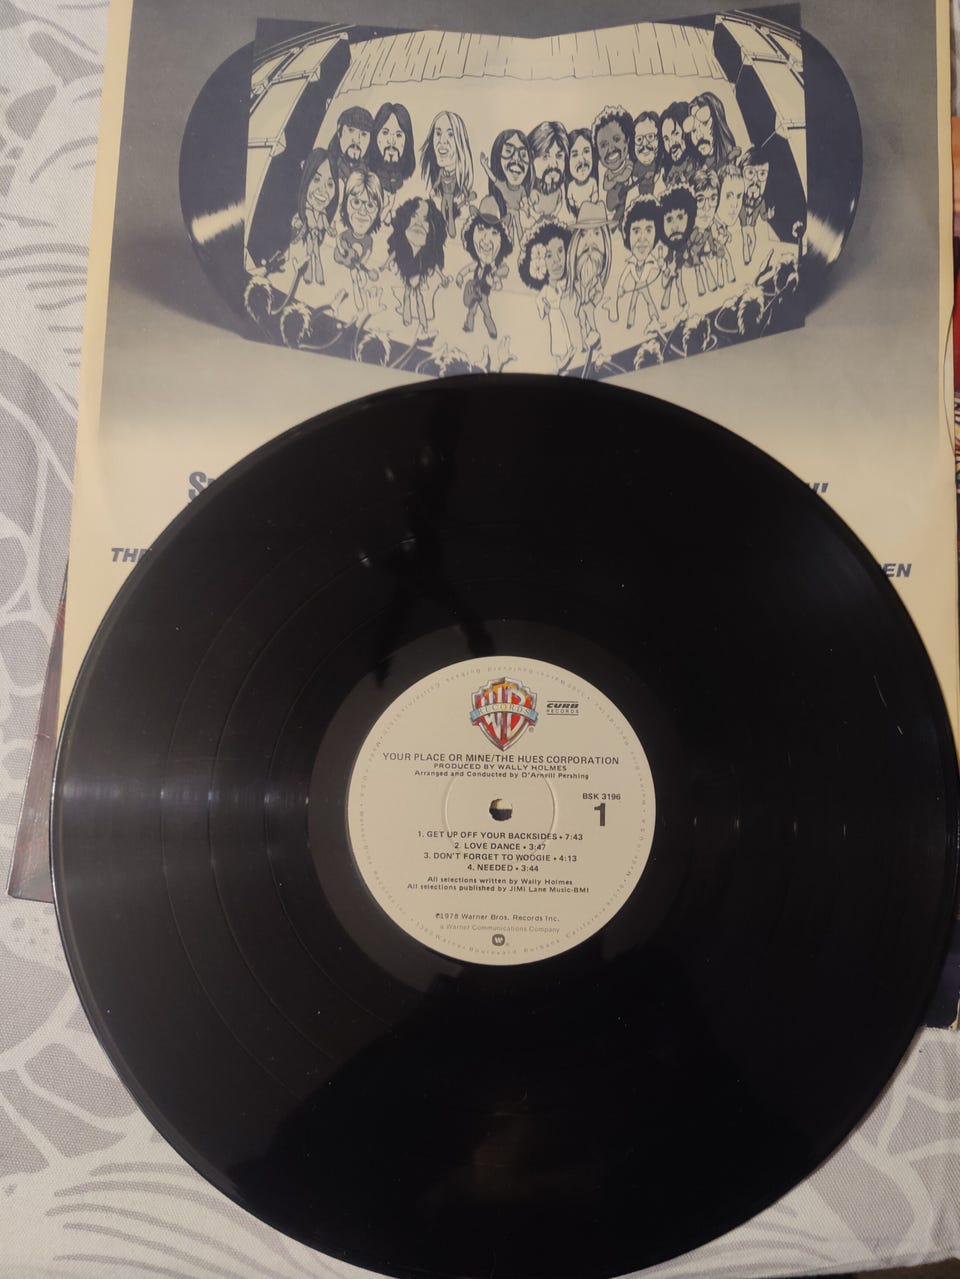 THE
EN
RECORDS
CURB
RECORDS
YOUR PLACE OR MINE/THE HUES CORPORATION
PRODUCED BY WALLY HOLMES
Arranged and Conducted by D'Arneill Pershing
BSK 3196
1
1. GET UP OFF YOUR BACKSIDES • 7:43
2. LOVE DANCE • 3:47
3. DON'T FORGET TO WOOGIE • 4:13
4. NEEDED • 3:44
All selections written by Wally Holmes
All selections published by JiMi Lane Music-BMI
℗1978 Warner Bros. Records Inc.
a Warner Communications Company